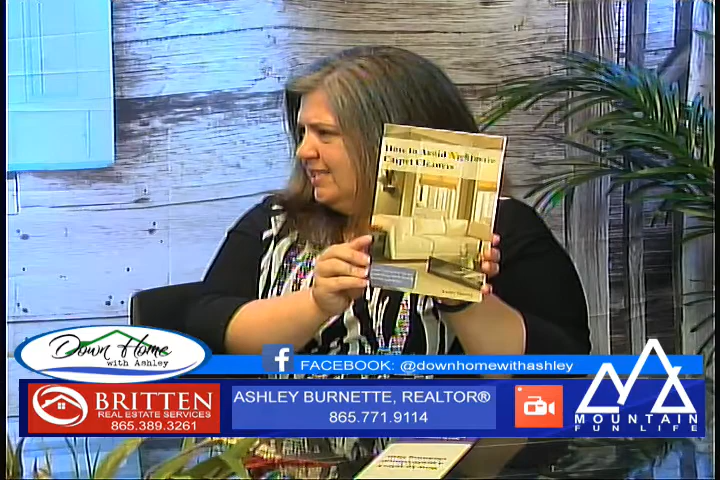 How to Avoid Nightmare
Carpet Cleaners
Down Home
with Ashley
f
FACEBOOK: @downhomewithashley
BRITTEN
REAL ESTATE SERVICES
865.389.3261
ASHLEY BURNETTE, REALTOR®
865.771.9114
MOUNTAIN
FUN LIFE